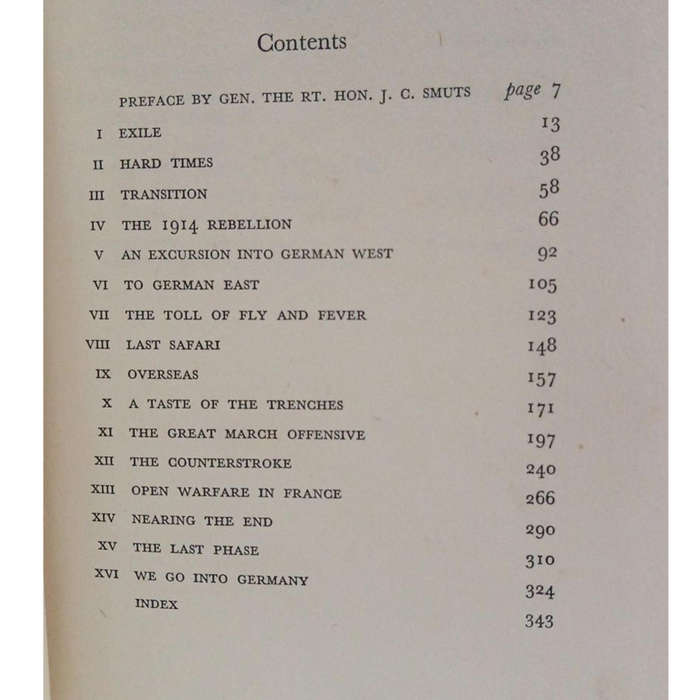 Contents
PREFACE BY GEN. THE RT. HON. J. C. SMUTS page 7
I EXILE 13
II HARD TIMES 38
III TRANSITION 58
IV THE 1914 REBELLION 66
V AN EXCURSION INTO GERMAN WEST 92
VI TO GERMAN EAST 105
VII THE TOLL OF FLY AND FEVER 123
VIII LAST SAFARI 148
IX OVERSEAS 157
X A TASTE OF THE TRENCHES 171
XI THE GREAT MARCH OFFENSIVE 197
XII THE COUNTERSTROKE 240
XIII OPEN WARFARE IN FRANCE 266
XIV NEARING THE END 290
XV THE LAST PHASE 310
XVI WE GO INTO GERMANY 324
INDEX 343